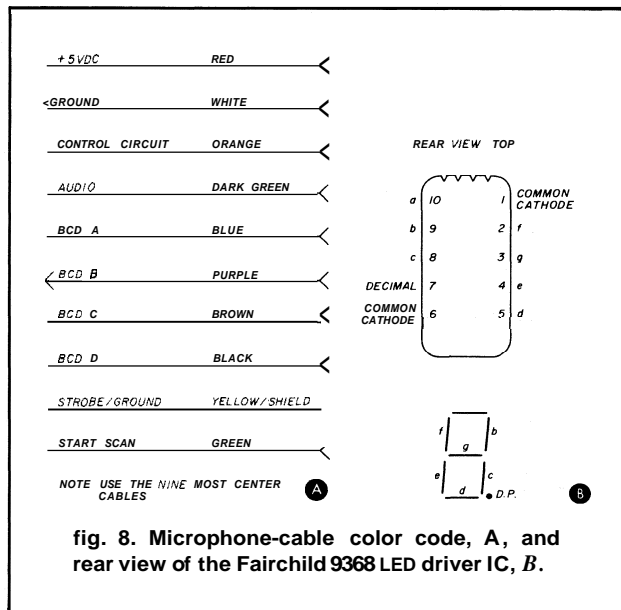 +5VDC RED
<GROUND WHITE
CONTROL CIRCUIT ORANGE
AUDIO DARK GREEN
BCD A BLUE
BCD B PURPLE
BCD C BROWN
BCD D BLACK
STROBE/GROUND YELLOW/SHIELD
START SCAN GREEN
NOTE USE THE NINE MOST CENTER
CABLES
A
REAR VIEW TOP
a 10 1 COMMON
CATHODE
b 9 2 f
c 8 3 g
DECIMAL 7 4 e
COMMON
CATHODE 6 5 d
f b
g
e c
d D.P.
B
fig. 8. Microphone-cable color code, A, and
rear view of the Fairchild 9368 LED driver IC, B.